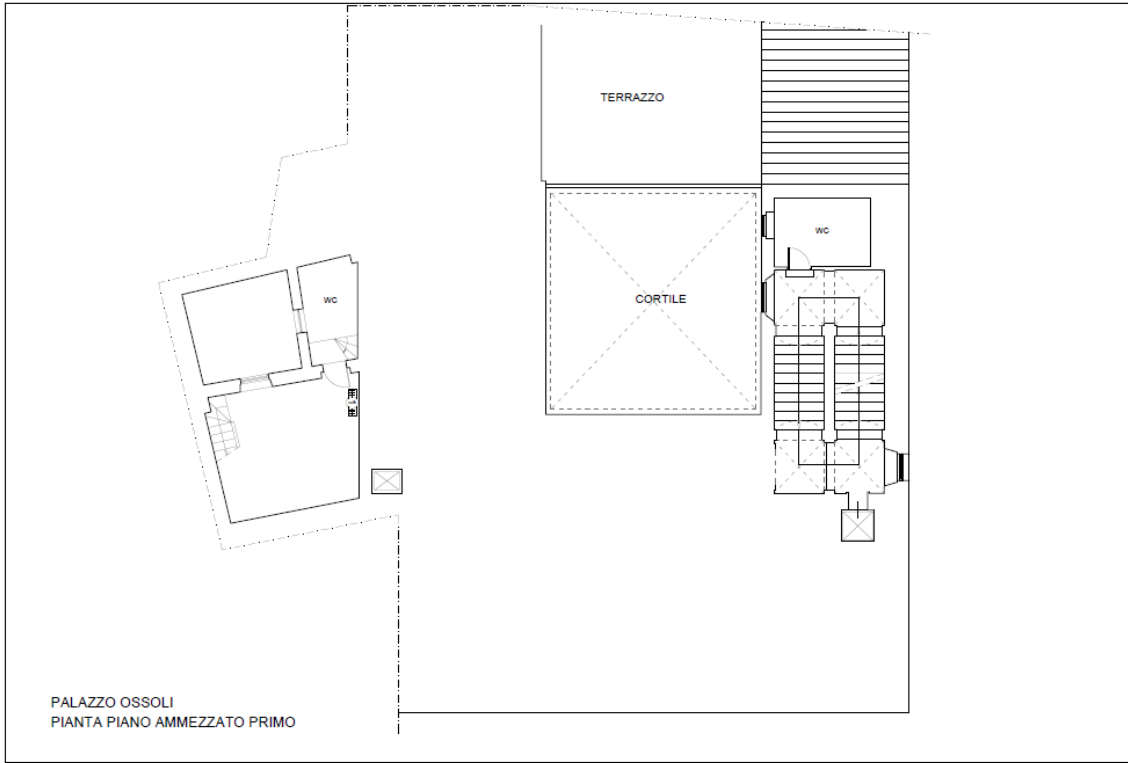 TERRAZZO
WC
WC
CORTILE
PALAZZO OSSOLI
PIANTA PIANO AMMEZZATO PRIMO